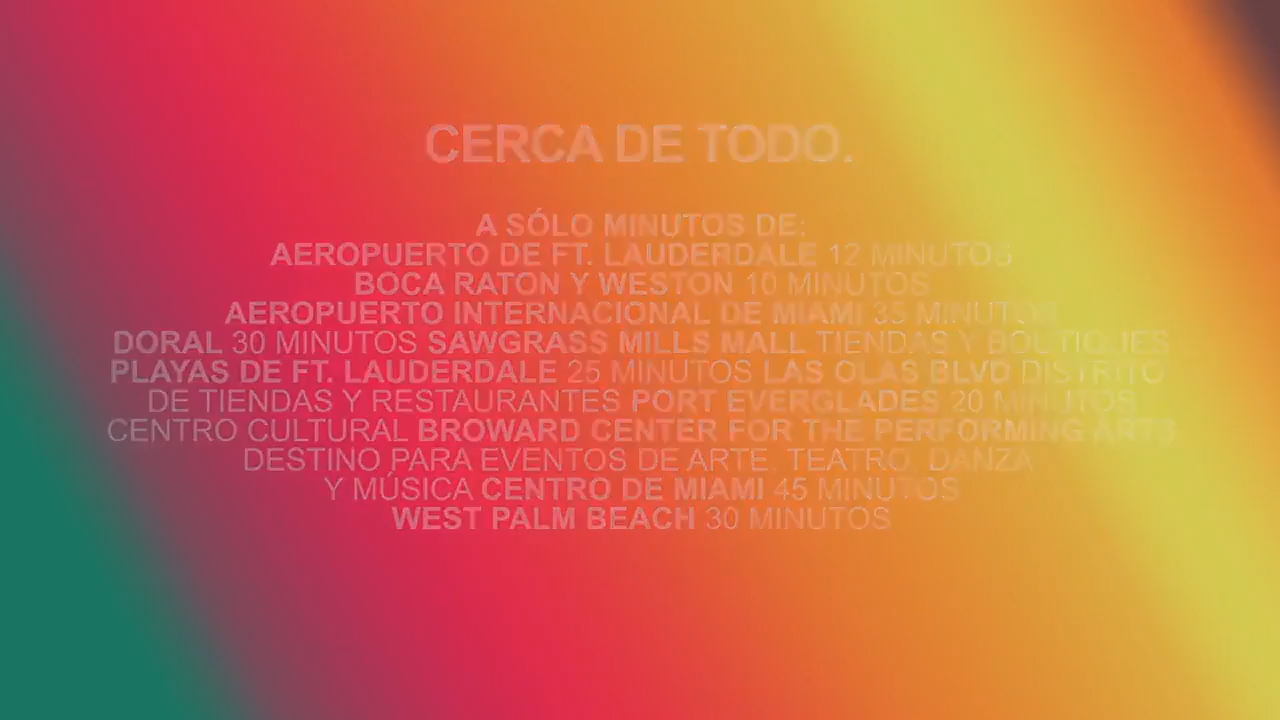 CERCA DE TODO.
A SÓLO MINUTOS DE:
AEROPUERTO DE FT. LAUDERDALE 12 MINUTOS
BOCA RATON Y WESTON 10 MINUTOS
AEROPUERTO INTERNACIONAL DE MIAMI 35 MINUTOS
DORAL 30 MINUTOS SAWGRASS MILLS MALL TIENDAS Y BOUTIQUES
PLAYAS DE FT. LAUDERDALE 25 MINUTOS LAS OLAS BLVD DISTRITO
DE TIENDAS Y RESTAURANTES PORT EVERGLADES 20 MINUTOS
CENTRO CULTURAL BROWARD CENTER FOR THE PERFORMING ARTS
DESTINO PARA EVENTOS DE ARTE, TEATRO, DANZA
Y MÚSICA CENTRO DE MIAMI 45 MINUTOS
WEST PALM BEACH 30 MINUTOS